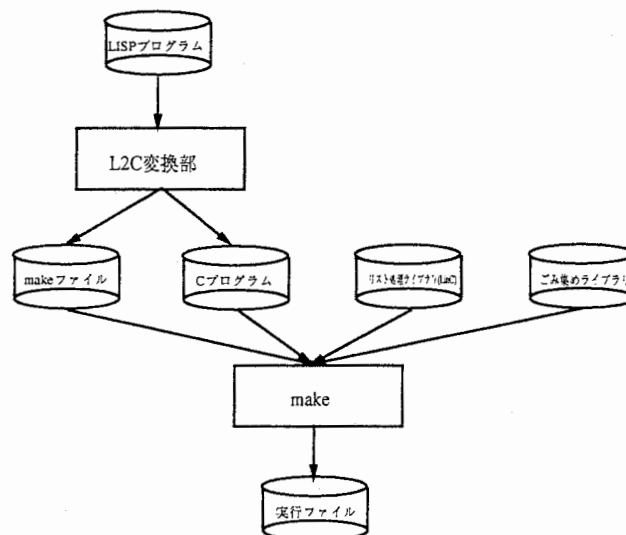 LISPプログラム
L2C変換部
makeファイル
Cプログラム
リスト処理ライブラリ(LinC)
ごみ集めライブラリ
make
実行ファイル